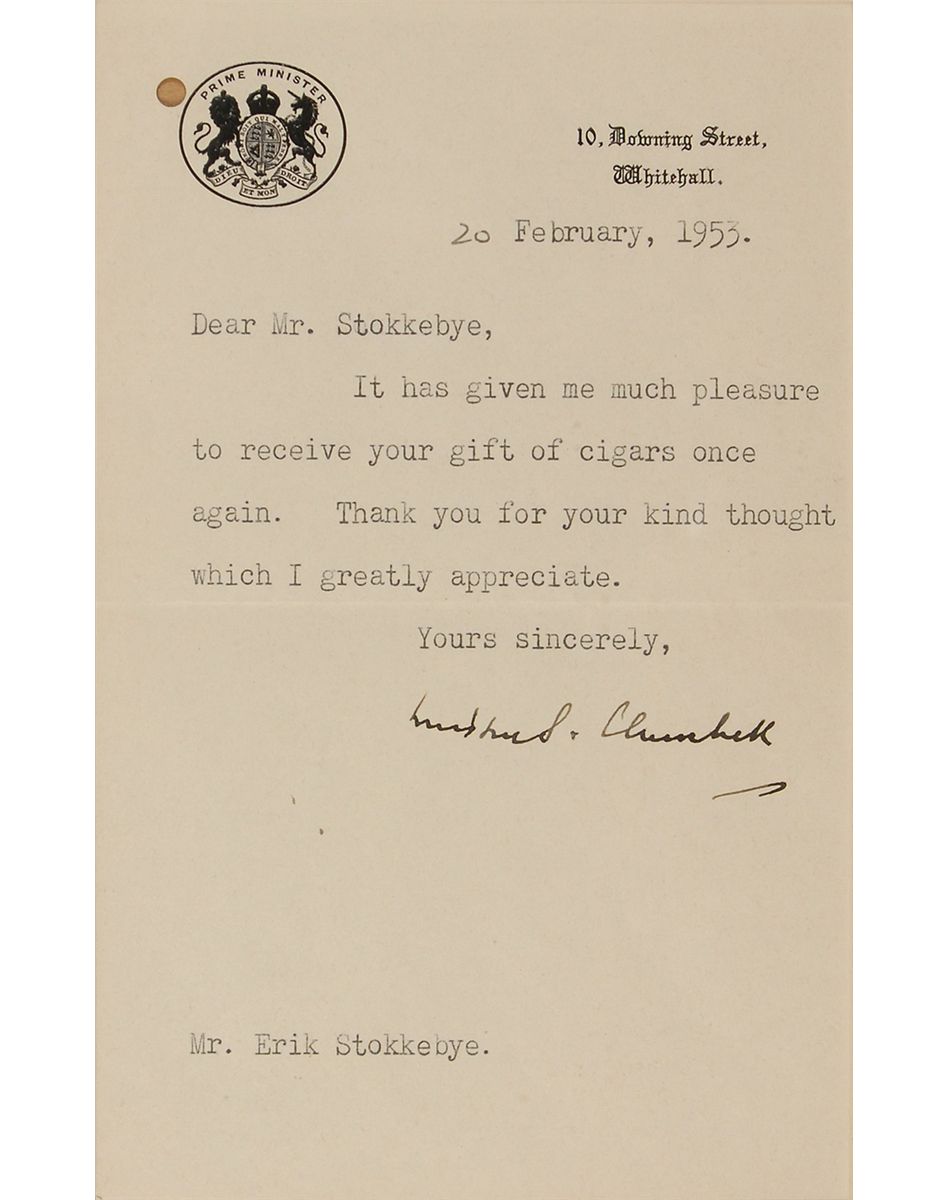 PRIME MINISTER
DIEU ET MON DROIT
10, Downing Street,
Whitehall.
20 February, 1953.
Dear Mr. Stokkebye,
It has given me much pleasure
to receive your gift of cigars once
again. Thank you for your kind thought
which I greatly appreciate.
Yours sincerely,
Winston S. Churchill
Mr. Erik Stokkebye.